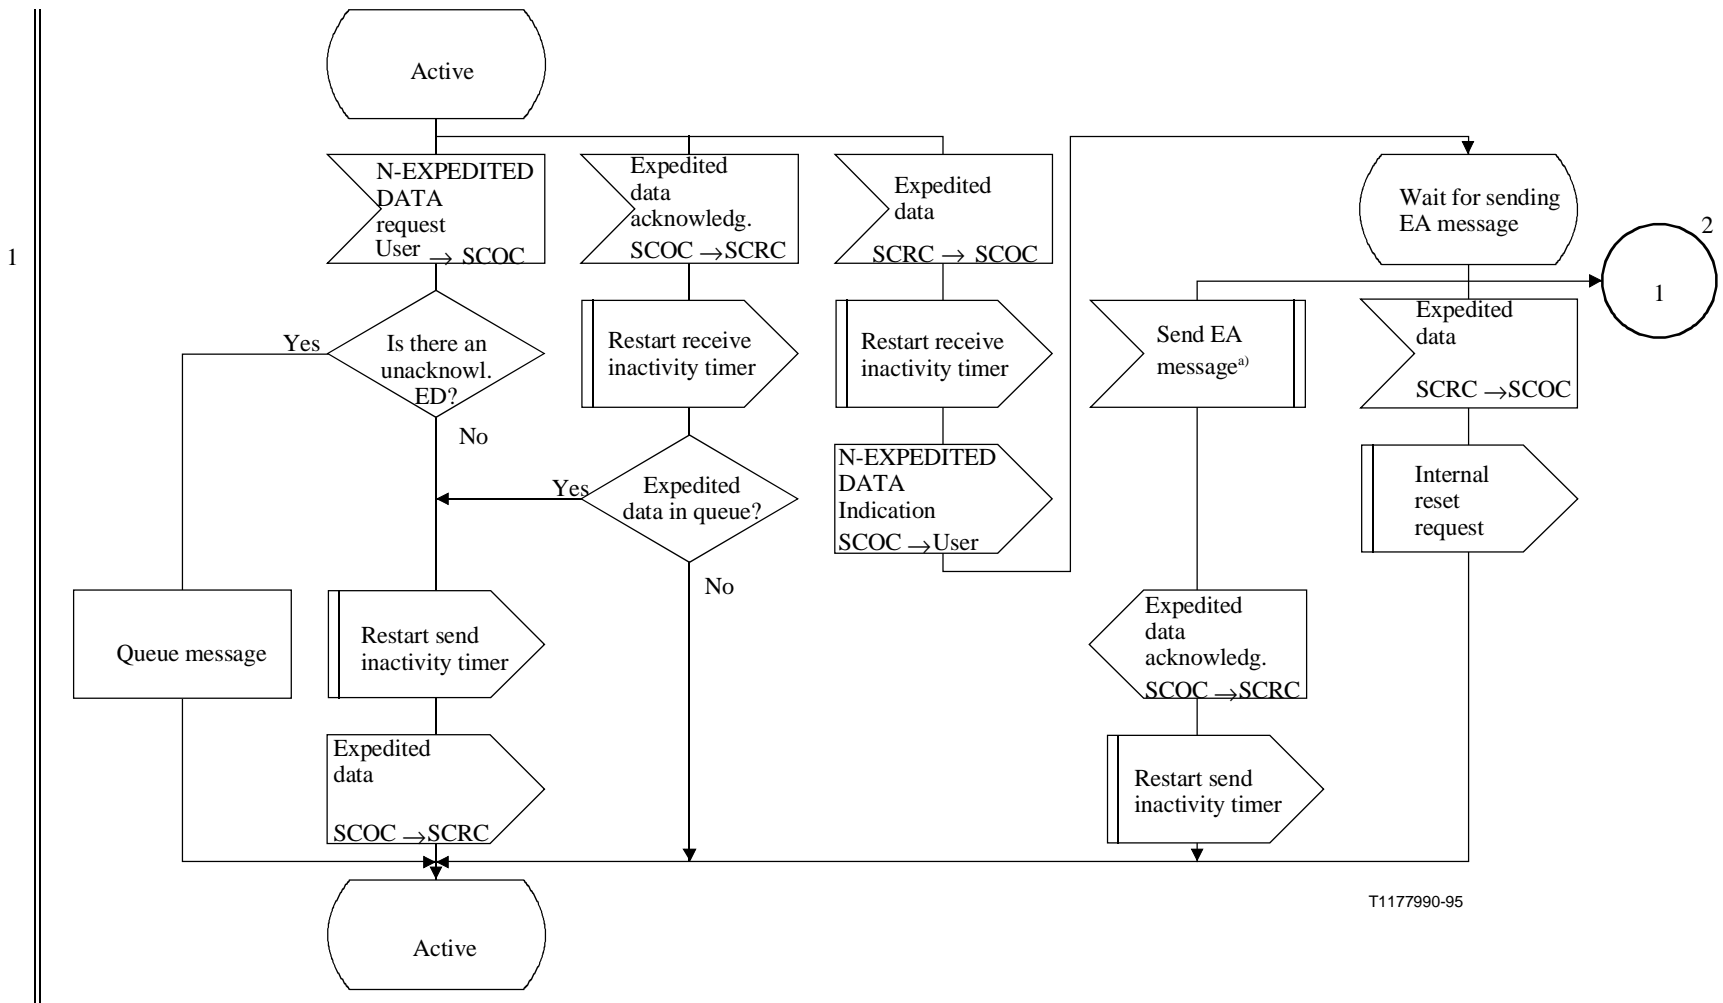 Active
N-EXPEDITED
DATA
request
User → SCOC
Expedited
data
acknowledg.
SCOC → SCRC
Expedited
data
SCRC → SCOC
Wait for sending
EA message
2
1
1
Yes
Is there an
unacknowl.
ED?
No
Restart receive
inactivity timer
Restart receive
inactivity timer
Send EA
message a)
Expedited
data
SCRC → SCOC
Yes
Expedited
data in queue?
No
N-EXPEDITED
DATA
Indication
SCOC → User
Internal
reset
request
Queue message
Restart send
inactivity timer
Expedited
data
acknowledg.
SCOC → SCRC
Expedited
data
SCOC → SCRC
Restart send
inactivity timer
Active
T1177990-95